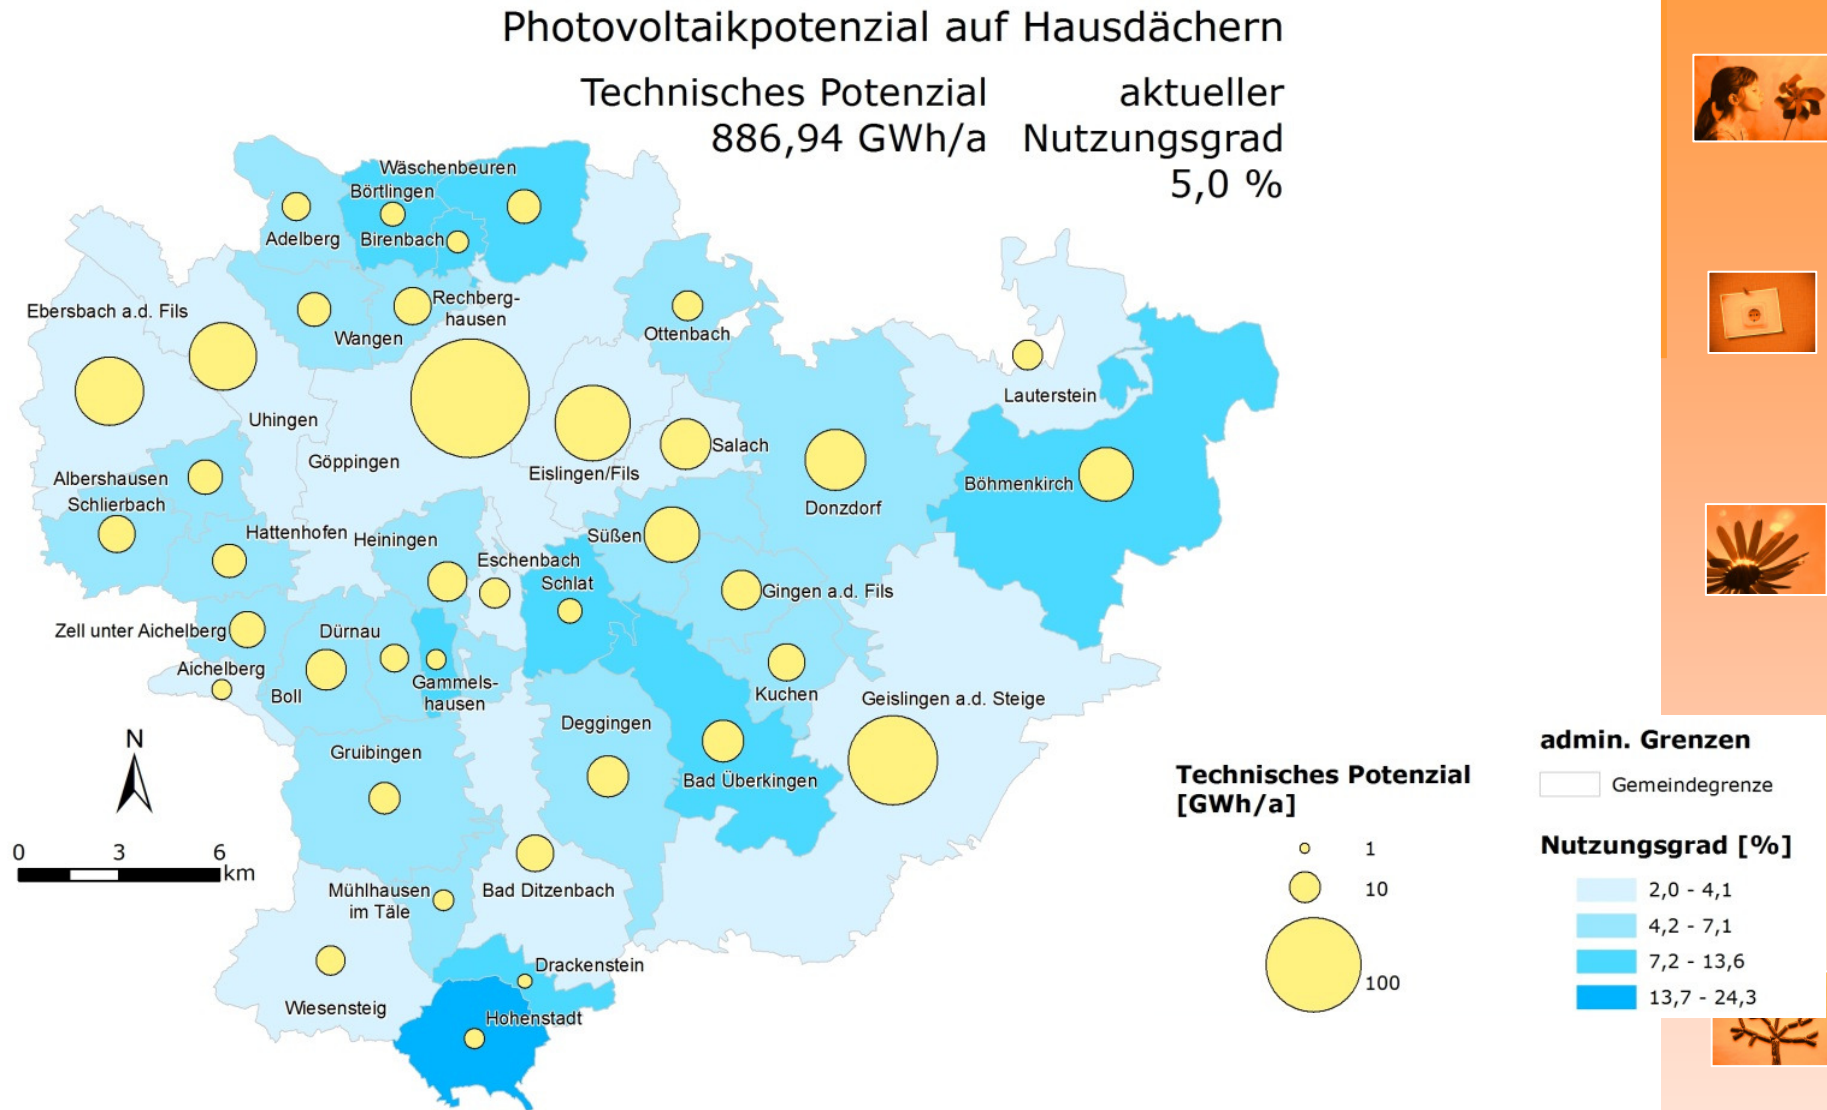 Photovoltaikpotenzial auf Hausdächern
Technisches Potenzial
886,94 GWh/a
aktueller
Nutzungsgrad
5,0 %
Wäschenbeuren
Börtlingen
Adelberg
Birenbach
Ebersbach a.d. Fils
Rechberg-
hausen
Wangen
Ottenbach
Lauterstein
Uhingen
Göppingen
Eislingen/Fils
Salach
Albershausen
Schlierbach
Böhmenkirch
Donzdorf
Hattenhofen
Heiningen
Süßen
Eschenbach
Schlat
Gingen a.d. Fils
Zell unter Aichelberg
Dürnau
Aichelberg
Boll
Gammels-
hausen
Kuchen
Geislingen a.d. Steige
Deggingen
Gruibingen
Bad Überkingen
Mühlhausen
im Täle
Bad Ditzenbach
Drackenstein
Wiesensteig
Hohenstadt
N
0 3 6
km
Technisches Potenzial
[GWh/a]
1
10
100
admin. Grenzen
Gemeindegrenze
Nutzungsgrad [%]
2,0 - 4,1
4,2 - 7,1
7,2 - 13,6
13,7 - 24,3